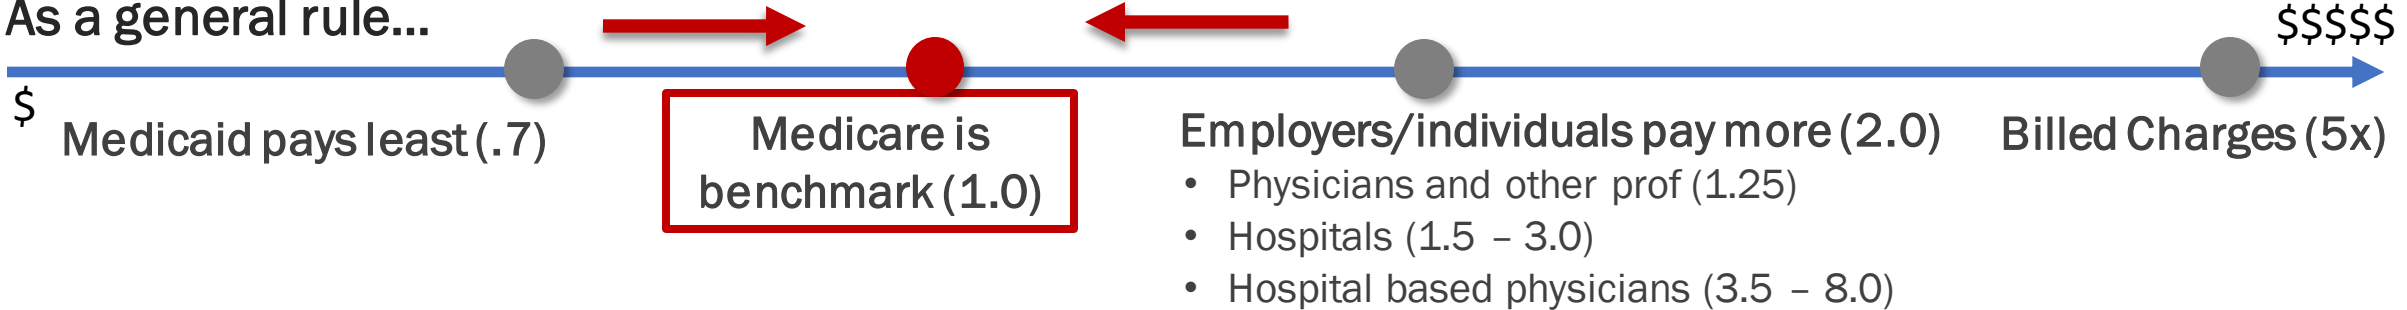 As a general rule...
$$$$$
$
Medicaid pays least (.7)
Medicare is
benchmark (1.0)
Employers/individuals pay more (2.0)
• Physicians and other prof (1.25)
• Hospitals (1.5 – 3.0)
• Hospital based physicians (3.5 – 8.0)
Billed Charges (5x)